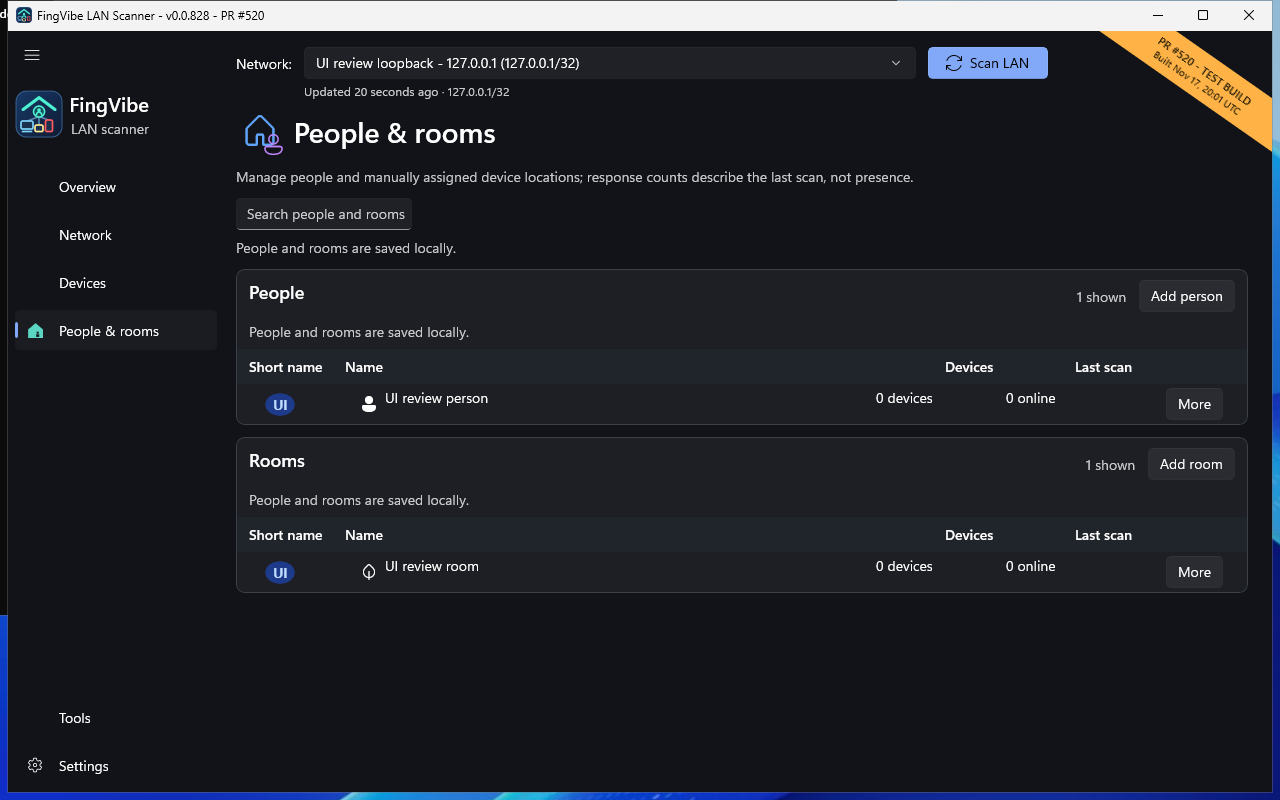 FingVibe LAN Scanner - v0.0.828 - PR #520
Network:
UI review loopback - 127.0.0.1 (127.0.0.1/32)
Scan LAN
Updated 20 seconds ago · 127.0.0.1/32
PR #520 - TEST BUILD
Built Nov 17, 20:01 UTC
FingVibe
LAN scanner
Overview
Network
Devices
People & rooms
Tools
Settings
People & rooms
Manage people and manually assigned device locations; response counts describe the last scan, not presence.
Search people and rooms
People and rooms are saved locally.
People
1 shown
Add person
People and rooms are saved locally.
Short name Name Devices Last scan
UI UI review person 0 devices 0 online More
Rooms
1 shown
Add room
People and rooms are saved locally.
Short name Name Devices Last scan
UI UI review room 0 devices 0 online More